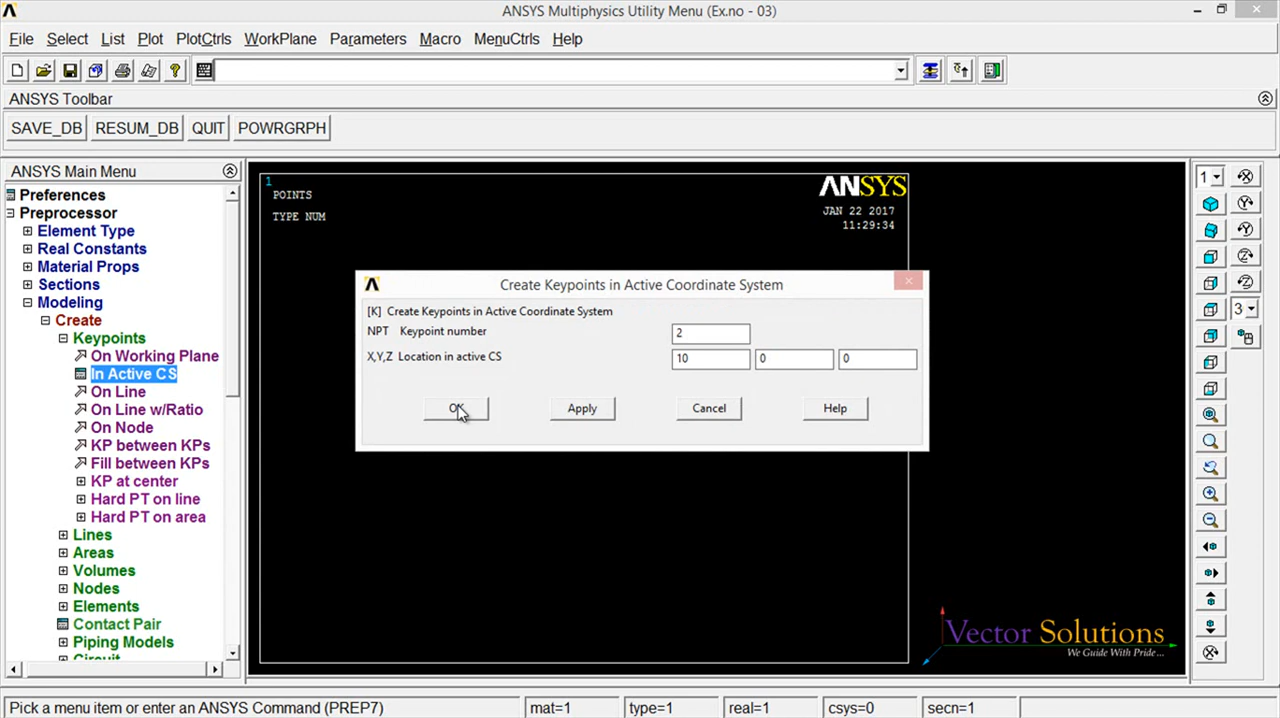 ANSYS Multiphysics Utility Menu (Ex.no - 03)
File Select List Plot PlotCtrls WorkPlane Parameters Macro MenuCtrls Help
ANSYS Toolbar
SAVE_DB RESUM_DB QUIT POWRGRPH
ANSYS Main Menu
Preferences
Preprocessor
Element Type
Real Constants
Material Props
Sections
Modeling
Create
Keypoints
On Working Plane
In Active CS
On Line
On Line w/Ratio
On Node
KP between KPs
Fill between KPs
KP at center
Hard PT on line
Hard PT on area
Lines
Areas
Volumes
Nodes
Elements
Contact Pair
Piping Models
Circuit
1
POINTS
TYPE NUM
ANSYS
JAN 22 2017
11:29:34
Create Keypoints in Active Coordinate System
[K] Create Keypoints in Active Coordinate System
NPT Keypoint number 2
X,Y,Z Location in active CS 10 0 0
OK Apply Cancel Help
Vector Solutions
We Guide With Pride...
1
3
Pick a menu item or enter an ANSYS Command (PREP7) mat=1 type=1 real=1 csys=0 secn=1